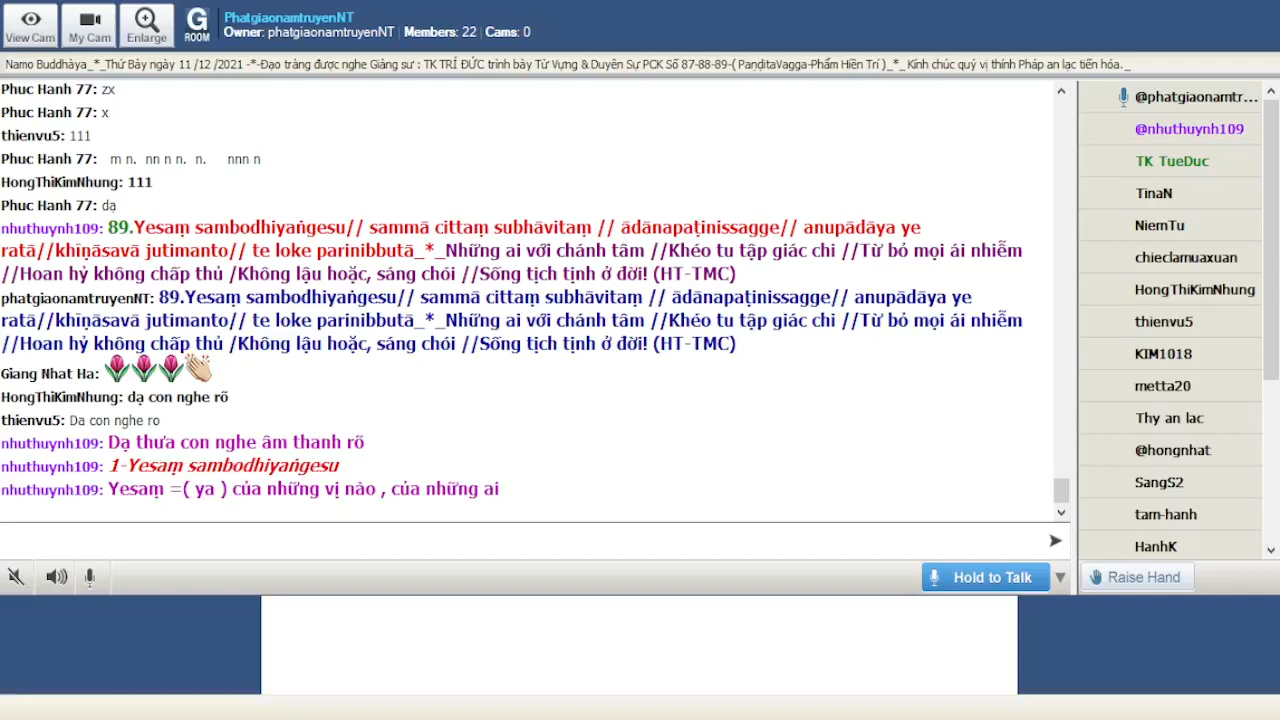 View Cam
My Cam
Enlarge
G
ROOM
PhatgiaonamtruyenNT
Owner: phatgiaonamtruyenNT | Members: 22 | Cams: 0
Namo Buddhàya_*_Thứ Bảy ngày 11 /12 /2021 -*-Đạo tràng được nghe Giảng sư : TK TRÍ ĐỨC trình bày Từ Vựng & Duyên Sự PCK Số 87-88-89-( PaṇḍitaVagga-Phẩm Hiền Trí )_*_ Kính chúc quý vị thính Pháp an lạc tiến hóa._
Phuc Hanh 77: zx
Phuc Hanh 77: x
thienvu5: 111
Phuc Hanh 77: m n. nn n n. n. nnn n
HongThiKimNhung: 111
Phuc Hanh 77: dạ
nhuthuynh109: 89.Yesaṃ sambodhiyaṅgesu// sammā cittaṃ subhāvitaṃ // ādānapaṭinissagge// anupādāya ye
ratā//khīṇāsavā jutimanto// te loke parinibbutā_*_Những ai với chánh tâm //Khéo tu tập giác chi //Từ bỏ mọi ái nhiễm
//Hoan hỷ không chấp thủ /Không lậu hoặc, sáng chói //Sống tịch tịnh ở đời! (HT-TMC)
phatgiaonamtruyenNT: 89.Yesaṃ sambodhiyaṅgesu// sammā cittaṃ subhāvitaṃ // ādānapaṭinissagge// anupādāya ye
ratā//khīṇāsavā jutimanto// te loke parinibbutā_*_Những ai với chánh tâm //Khéo tu tập giác chi //Từ bỏ mọi ái nhiễm
//Hoan hỷ không chấp thủ /Không lậu hoặc, sáng chói //Sống tịch tịnh ở đời! (HT-TMC)
Giang Nhat Ha:
HongThiKimNhung: dạ con nghe rõ
thienvu5: Da con nghe ro
nhuthuynh109: Dạ thưa con nghe âm thanh rõ
nhuthuynh109: 1-Yesaṃ sambodhiyaṅgesu
nhuthuynh109: Yesaṃ =( ya ) của những vị nào , của những ai
@phatgiaonamtr...
@nhuthuynh109
TK TueDuc
TinaN
NiemTu
chieclamuaxuan
HongThiKimNhung
thienvu5
KIM1018
metta20
Thy an lac
@hongnhat
SangS2
tam-hanh
HanhK
Hold to Talk
Raise Hand